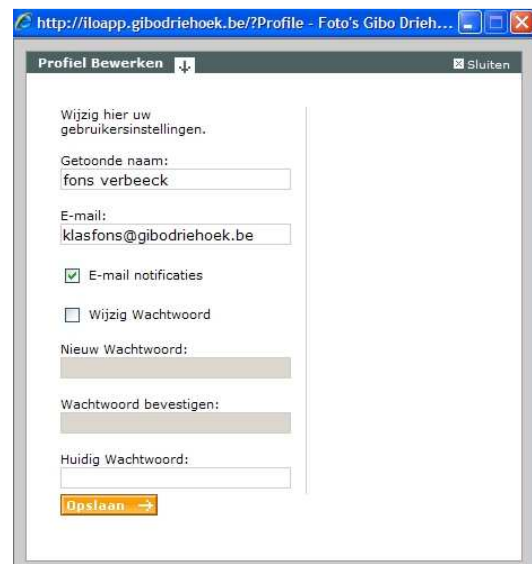 http://iloapp.gibodriehoek.be/?Profile - Foto's Gibo Drieh...
Profiel Bewerken
Sluiten
Wijzig hier uw
gebruikersinstellingen.
Getoonde naam:
fons verbeeck
E-mail:
klasfons@gibodriehoek.be
E-mail notificaties
Wijzig Wachtwoord
Nieuw Wachtwoord:
Wachtwoord bevestigen:
Huidig Wachtwoord:
Opslaan